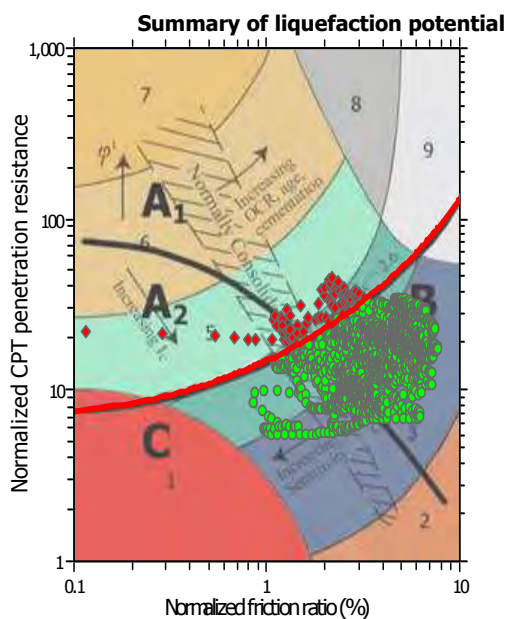 Summary of liquefaction potential
1,000
100
10
1
Normalized CPT penetration resistance
7
8
9
φ'
A1
Increasing
OCR, age,
cementation
Normally Consolid
6
A2
Increasing Ic
5
B
C
1
3
Increasing
sensitivity
2
0.1
1
10
Normalized friction ratio (%)